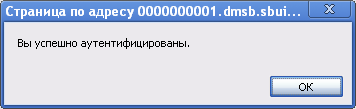 Страница по адресу 0000000001.dmsb.sbui...
Вы успешно аутентифицированы.
OK